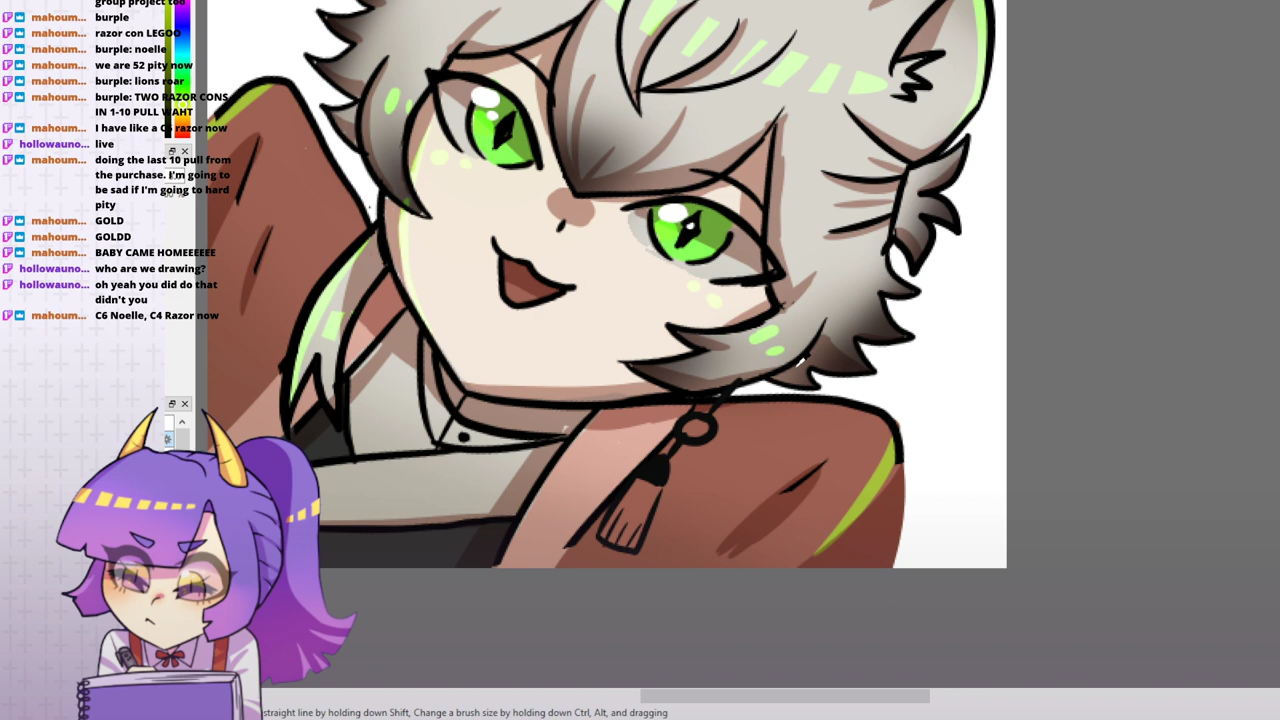 group project too
mahoum... burple
mahoum... razor con LEGOO
mahoum... burple: noelle
mahoum... we are 52 pity now
mahoum... burple: lions roar
mahoum... burple: TWO RAZOR CONS
IN 1-10 PULL WAHT
mahoum... I have like a C6 razor now
hollowauno... live
mahoum... doing the last 10 pull from
the purchase. I'm going to
be sad if I'm going to hard
pity
mahoum... GOLD
mahoum... GOLDD
mahoum... BABY CAME HOMEEEEEE
hollowauno... who are we drawing?
hollowauno... oh yeah you did do that
didn't you
mahoum... C6 Noelle, C4 Razor now
straight line by holding down Shift, Change a brush size by holding down Ctrl, Alt, and dragging